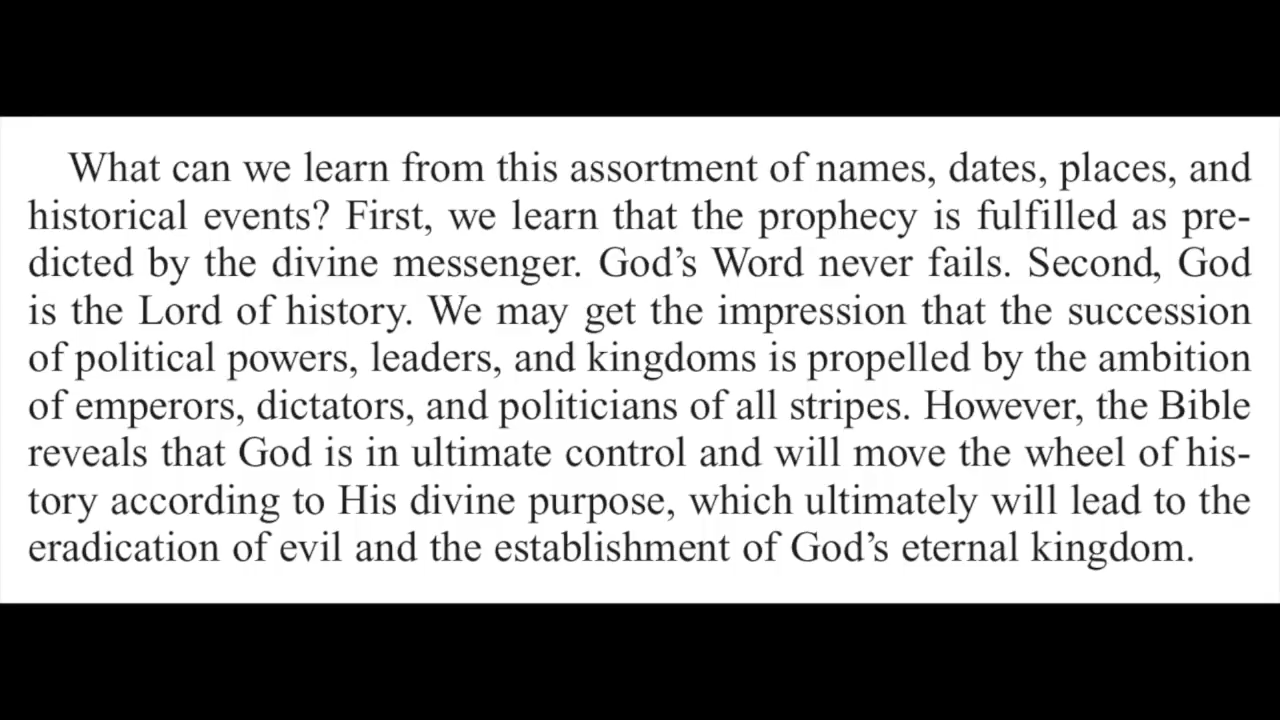 What can we learn from this assortment of names, dates, places, and
historical events? First, we learn that the prophecy is fulfilled as pre-
dicted by the divine messenger. God’s Word never fails. Second, God
is the Lord of history. We may get the impression that the succession
of political powers, leaders, and kingdoms is propelled by the ambition
of emperors, dictators, and politicians of all stripes. However, the Bible
reveals that God is in ultimate control and will move the wheel of his-
tory according to His divine purpose, which ultimately will lead to the
eradication of evil and the establishment of God’s eternal kingdom.